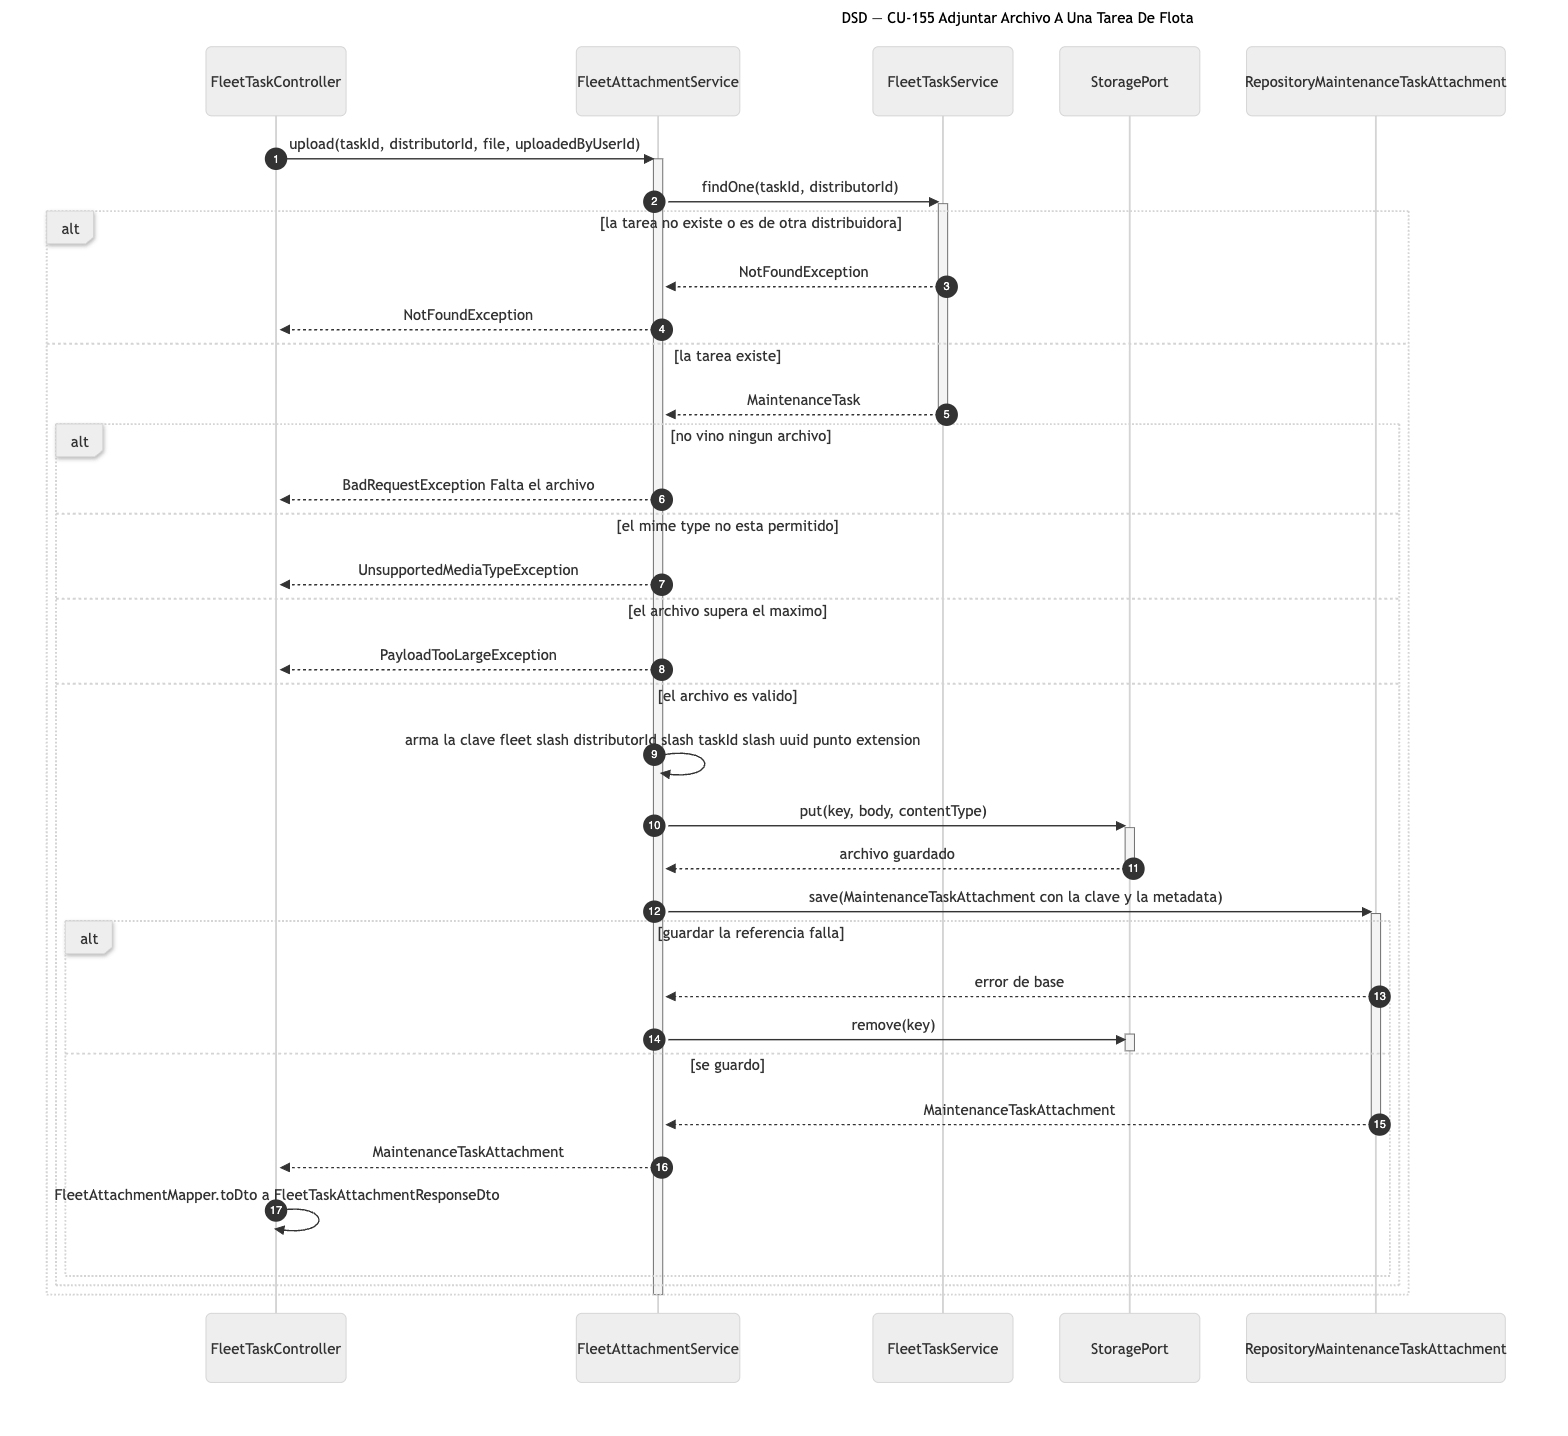 DSD — CU-155 Adjuntar Archivo A Una Tarea De Flota
FleetTaskController
FleetAttachmentService
FleetTaskService
StoragePort
RepositoryMaintenanceTaskAttachment
upload(taskId, distributorId, file, uploadedByUserId)
1
findOne(taskId, distributorId)
2
alt
[la tarea no existe o es de otra distribuidora]
NotFoundException
3
NotFoundException
4
[la tarea existe]
MaintenanceTask
5
alt
[no vino ningun archivo]
BadRequestException Falta el archivo
6
[el mime type no esta permitido]
UnsupportedMediaTypeException
7
[el archivo supera el maximo]
PayloadTooLargeException
8
[el archivo es valido]
arma la clave fleet slash distributorId slash taskId slash uuid punto extension
9
put(key, body, contentType)
10
archivo guardado
11
save(MaintenanceTaskAttachment con la clave y la metadata)
12
alt
[guardar la referencia falla]
error de base
13
remove(key)
14
[se guardo]
MaintenanceTaskAttachment
15
MaintenanceTaskAttachment
16
FleetAttachmentMapper.toDto a FleetTaskAttachmentResponseDto
17
FleetTaskController
FleetAttachmentService
FleetTaskService
StoragePort
RepositoryMaintenanceTaskAttachment